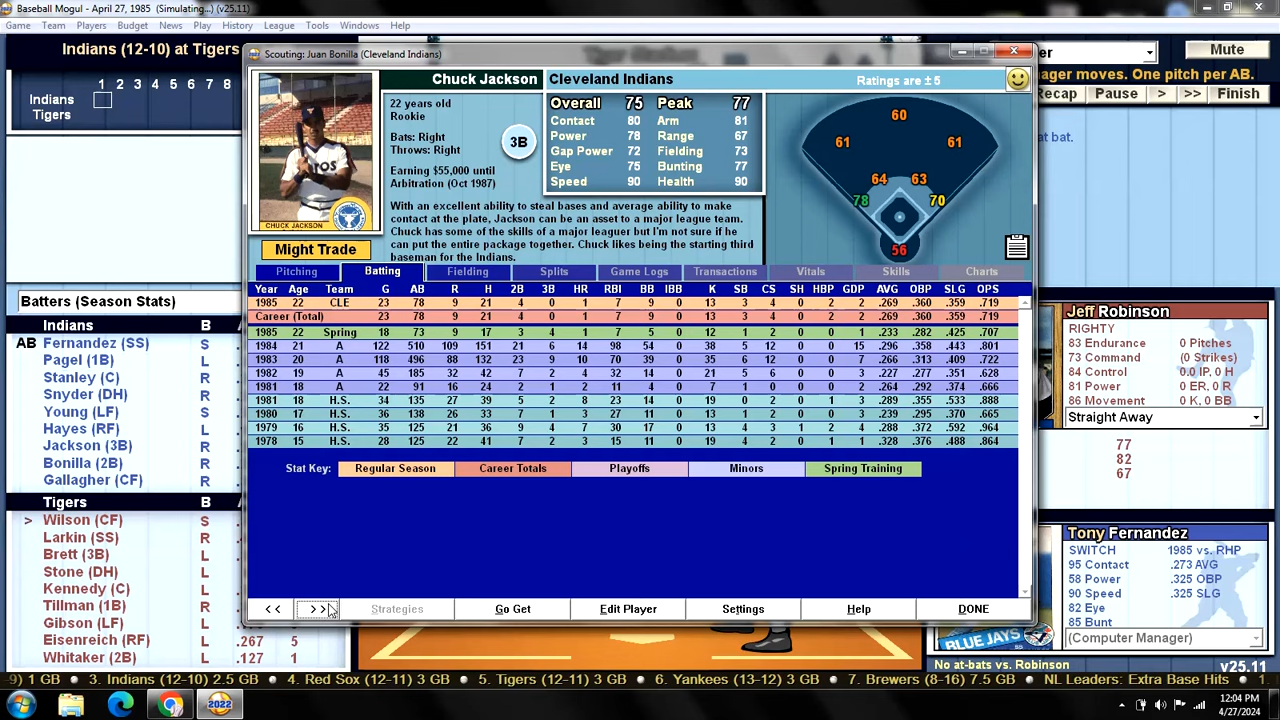 Baseball Mogul - April 27, 1985 (Simulating...) (v25.11)
Game Team Players Budget News Play History League Tools Windows Help
Indians (12-10) at Tigers
1 2 3 4 5 6 7 8
Indians
Tigers
Mute
nager moves. One pitch per AB.
Recap Pause > >> Finish
at bat.
Scouting: Juan Bonilla (Cleveland Indians)
Chuck Jackson
Cleveland Indians
Ratings are ± 5
22 years old
Rookie
Bats: Right
Throws: Right
3B
Earning $55,000 until
Arbitration (Oct 1987)
CHUCK JACKSON
Might Trade
Overall 75 Peak 77
Contact 80 Arm 81
Power 78 Range 67
Gap Power 72 Fielding 73
Eye 75 Bunting 77
Speed 90 Health 90
60
61 61
64 63
78 70
56
With an excellent ability to steal bases and average ability to make
contact at the plate, Jackson can be an asset to a major league team.
Chuck has some of the skills of a major leaguer but I'm not sure if he
can put the entire package together. Chuck likes being the starting third
baseman for the Indians.
Pitching Batting Fielding Splits Game Logs Transactions Vitals Skills Charts
Year Age Team G AB R H 2B 3B HR RBI BB IBB K SB CS SH HBP GDP AVG OBP SLG OPS
1985 22 CLE 23 78 9 21 4 0 1 7 9 0 13 3 4 0 2 2 .269 .360 .359 .719
Career (Total) 23 78 9 21 4 0 1 7 9 0 13 3 4 0 2 2 .269 .360 .359 .719
1985 22 Spring 18 73 9 17 3 4 1 7 5 0 12 1 2 0 0 1 .233 .282 .425 .707
1984 21 A 122 510 109 151 21 6 14 98 54 0 38 5 12 0 0 15 .296 .358 .443 .801
1983 20 A 118 496 88 132 23 9 10 70 39 0 35 6 12 0 0 7 .266 .313 .409 .722
1982 19 A 45 185 32 42 7 2 4 32 14 0 21 5 6 0 0 3 .227 .277 .351 .628
1981 18 A 22 91 16 24 2 1 2 11 4 0 7 1 0 0 0 2 .264 .292 .374 .666
1981 18 H.S. 34 135 27 39 5 2 8 23 14 0 19 0 2 0 1 3 .289 .355 .533 .888
1980 17 H.S. 36 138 26 33 7 1 3 27 11 0 13 1 2 0 0 4 .239 .295 .370 .665
1979 16 H.S. 35 125 21 36 9 4 7 30 17 0 13 4 3 1 2 4 .288 .372 .592 .964
1978 15 H.S. 28 125 22 41 7 2 3 15 11 0 19 4 2 0 1 1 .328 .376 .488 .864
Stat Key: Regular Season Career Totals Playoffs Minors Spring Training
<< >> Strategies Go Get Edit Player Settings Help DONE
Batters (Season Stats)
Indians B
AB Fernandez (SS) S
Pagel (1B) L
Stanley (C) R
Snyder (DH) R
Young (LF) S
Hayes (RF) R
Jackson (3B) R
Bonilla (2B) R
Gallagher (CF) R
Tigers B
> Wilson (CF) S
Larkin (SS) R
Brett (3B) L
Stone (DH) L
Kennedy (C) L
Tillman (1B) L
Gibson (LF) L
Eisenreich (RF) L .267 5
Whitaker (2B) L .127 1
Jeff Robinson
RIGHTY
83 Endurance 0 Pitches
73 Command (0 Strikes)
84 Control 0.0 IP, 0 H
81 Power 0 ER, 0 R
86 Movement 0 K, 0 BB
Straight Away
77
82
67
Tony Fernandez
SWITCH 1985 vs. RHP
95 Contact .273 AVG
58 Power .325 OBP
90 Speed .325 SLG
82 Eye
85 Bunt
(Computer Manager)
BLUE JAYS
No at-bats vs. Robinson
v25.11
-9) 1 GB • 3. Indians (12-10) 2.5 GB • 4. Red Sox (12-11) 3 GB • 5. Tigers (12-11) 3 GB • 6. Yankees (13-12) 3 GB • 7. Brewers (8-16) 7.5 GB • NL Leaders: Extra Base Hits • 1.
2022
12:04 PM
4/27/2024